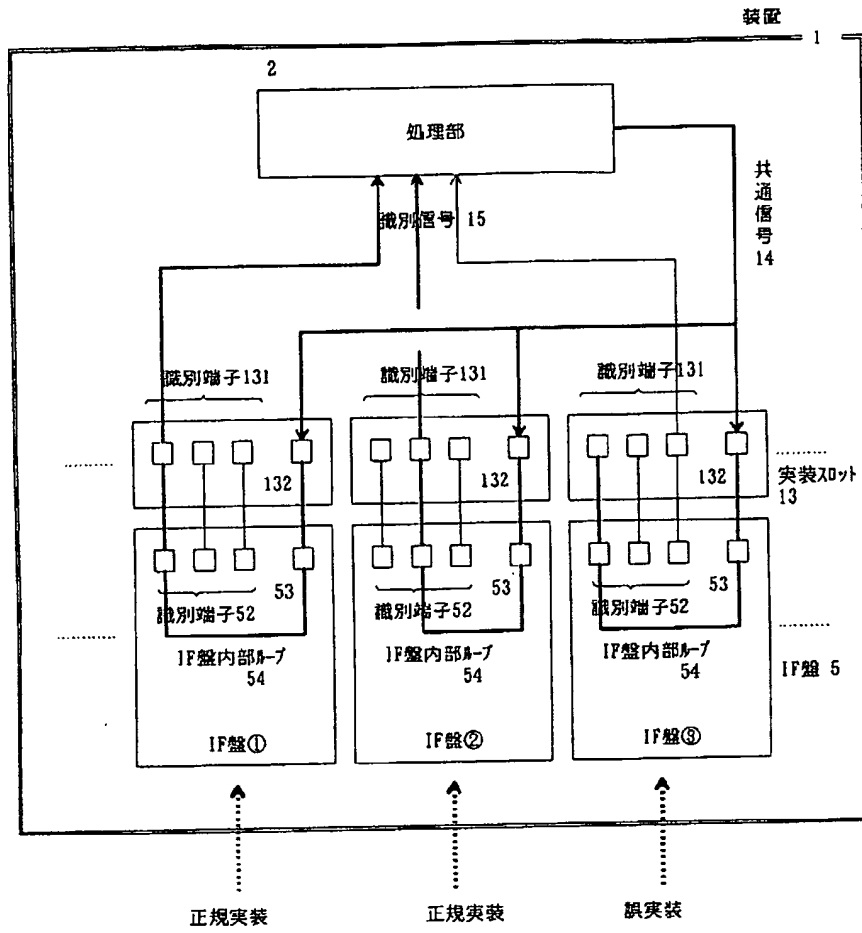 装置
1
2
処理部
共通信号14
識別信号 15
識別端子131
識別端子131
識別端子131
132
132
132
実装スロット
13
53
53
53
識別端子52
識別端子52
識別端子52
IF盤内部ループ
54
IF盤内部ループ
54
IF盤内部ループ
54
IF盤 5
IF盤①
IF盤②
IF盤③
正規実装
正規実装
誤実装